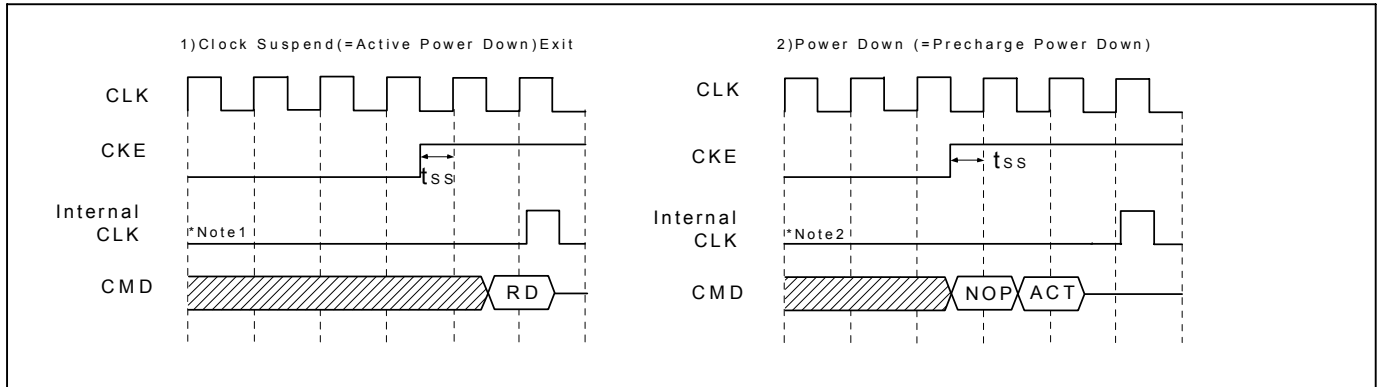 1)Clock Suspend(=Active Power Down)Exit
CLK
CKE
tss
Internal
CLK
*Note1
CMD
RD
2)Power Down (=Precharge Power Down)
CLK
CKE
tss
Internal
CLK
*Note2
CMD
NOP
ACT